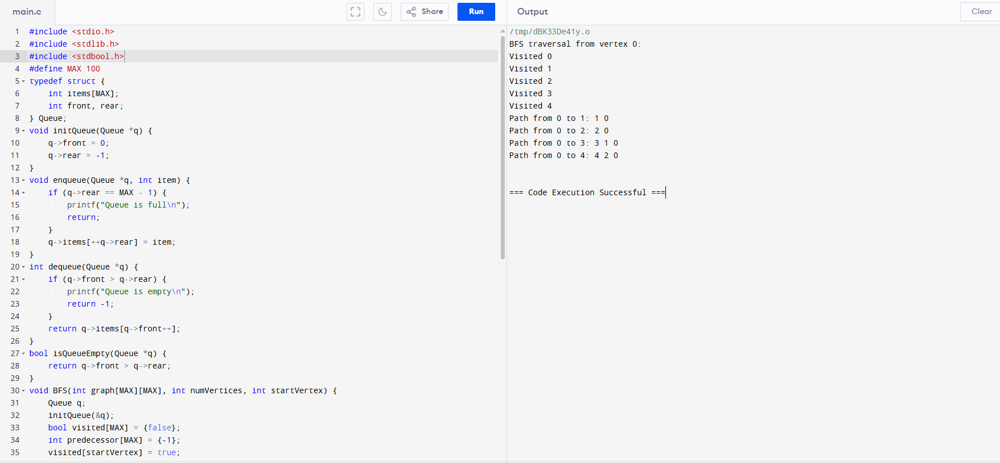 main.c
Share
Run
Output
Clear
1 #include <stdio.h>
2 #include <stdlib.h>
3 #include <stdbool.h>
4 #define MAX 100
5 typedef struct {
6     int items[MAX];
7     int front, rear;
8 } Queue;
9 void initQueue(Queue *q) {
10     q->front = 0;
11     q->rear = -1;
12 }
13 void enqueue(Queue *q, int item) {
14     if (q->rear == MAX - 1) {
15         printf("Queue is full\n");
16         return;
17     }
18     q->items[++q->rear] = item;
19 }
20 int dequeue(Queue *q) {
21     if (q->front > q->rear) {
22         printf("Queue is empty\n");
23         return -1;
24     }
25     return q->items[q->front++];
26 }
27 bool isQueueEmpty(Queue *q) {
28     return q->front > q->rear;
29 }
30 void BFS(int graph[MAX][MAX], int numVertices, int startVertex) {
31     Queue q;
32     initQueue(&q);
33     bool visited[MAX] = {false};
34     int predecessor[MAX] = {-1};
35     visited[startVertex] = true;
/tmp/dBK33De41y.o
BFS traversal from vertex 0:
Visited 0
Visited 1
Visited 2
Visited 3
Visited 4
Path from 0 to 1: 1 0
Path from 0 to 2: 2 0
Path from 0 to 3: 3 1 0
Path from 0 to 4: 4 2 0
=== Code Execution Successful ===